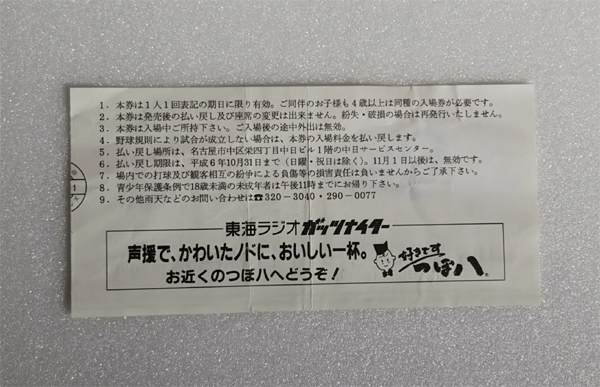 1．本券は1人1回表記の期日に限り有効。ご同伴のお子様も4歳以上は同種の入場券が必要です。
2．本券は発売後の払い戻し及び座席の変更は出来ません。紛失・破損の場合は再発行いたしません。
3．本券は入場中ご所持下さい。ご入場後の途中外出は無効。
4．野球規則により試合が成立しない場合は、本券の入場料金を払い戻します。
5．払い戻し場所は、名古屋市中区栄四丁目中日ビル1階の中日サービスセンター。
6．払い戻し期限は、平成6年10月31日まで（日曜・祝日は除く）。11月1日以後は、無効です。
7．場内での打球及び観客相互の紛争による負傷等の損害責任は負いませんからご了承下さい。
8．青少年保護条例で18歳未満の未成年者は午後11時までにお帰り下さい。
9．その他雨天などのお問い合わせは☎320－3040・290－0077
東海ラジオ ガッツナイター
声援で、かわいたノドに、おいしい一杯。
お近くのつぼ八へどうぞ！
好きです
つぼ八